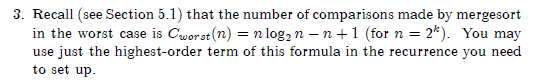 3. Recall (see Section 5.1) that the number of comparisons made by mergesort
in the worst case is Cworst(n) = n log₂ n − n + 1 (for n = 2ᵏ). You may
use just the highest-order term of this formula in the recurrence you need
to set up.